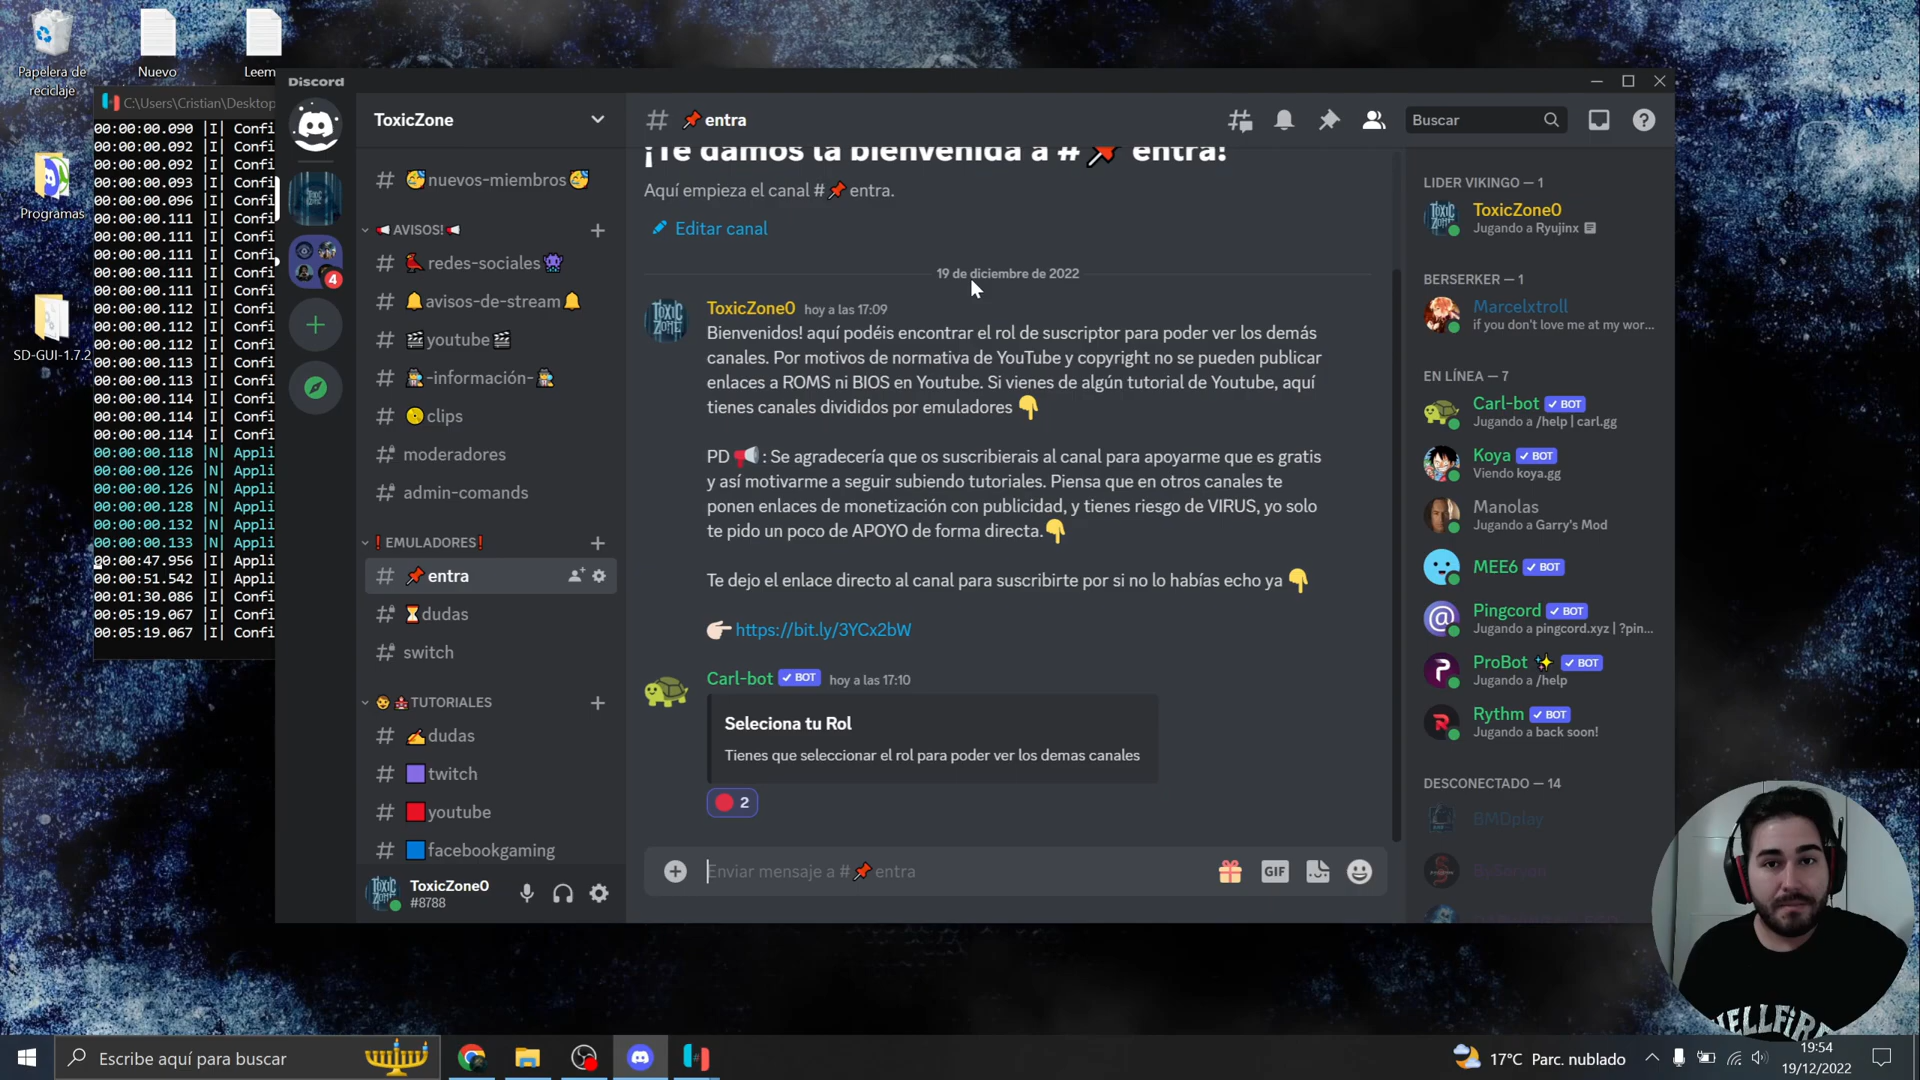 Papelera de
reciclaje
Nuevo
Leem
Programas
SD-GUI-1.7.2
C:\Users\Cristian\Desktop
00:00:00.090 |I| Confi
00:00:00.092 |I| Confi
00:00:00.092 |I| Confi
00:00:00.093 |I| Confi
00:00:00.096 |I| Confi
00:00:00.111 |I| Confi
00:00:00.111 |I| Confi
00:00:00.111 |I| Confi
00:00:00.111 |I| Confi
00:00:00.111 |I| Confi
00:00:00.112 |I| Confi
00:00:00.112 |I| Confi
00:00:00.112 |I| Confi
00:00:00.113 |I| Confi
00:00:00.113 |I| Confi
00:00:00.114 |I| Confi
00:00:00.114 |I| Confi
00:00:00.114 |I| Confi
00:00:00.118 |N| Appli
00:00:00.126 |N| Appli
00:00:00.126 |N| Appli
00:00:00.128 |N| Appli
00:00:00.132 |N| Appli
00:00:00.133 |N| Appli
00:00:47.956 |I| Appli
00:00:51.542 |I| Appli
00:01:30.086 |I| Appli
00:05:19.067 |I| Confi
00:05:19.067 |I| Confi
Discord
4
ToxicZone
# 🥳nuevos-miembros🥳
📢AVISOS!📢
# 🐦redes-sociales👾
# 🔔avisos-de-stream🔔
# 🎬youtube🎬
# 🕵-información-🕵
# 📀clips
# moderadores
# admin-comands
❗EMULADORES❗
# 📌entra
# ⏳dudas
# switch
TUTORIALES
# ✍dudas
# 🟪twitch
# 🟥youtube
# 🟦facebookgaming
ToxicZone0
#8788
# 📌entra
Buscar
¡Te damos la bienvenida a #📌 entra!
Aquí empieza el canal #📌entra.
Editar canal
19 de diciembre de 2022
ToxicZone0 hoy a las 17:09
Bienvenidos! aquí podéis encontrar el rol de suscriptor para poder ver los demás
canales. Por motivos de normativa de YouTube y copyright no se pueden publicar
enlaces a ROMS ni BIOS en Youtube. Si vienes de algún tutorial de Youtube, aquí
tienes canales divididos por emuladores 👇
PD 📢: Se agradecería que os suscribierais al canal para apoyarme que es gratis
y así motivarme a seguir subiendo tutoriales. Piensa que en otros canales te
ponen enlaces de monetización con publicidad, y tienes riesgo de VIRUS, yo solo
te pido un poco de APOYO de forma directa.👇
Te dejo el enlace directo al canal para suscribirte por si no lo habías echo ya 👇
👉🏻 https://bit.ly/3YCx2bW
Carl-bot ✓ BOT hoy a las 17:10
Seleciona tu Rol
Tienes que seleccionar el rol para poder ver los demas canales
🔴 2
Enviar mensaje a #📌entra
GIF
LIDER VIKINGO — 1
ToxicZone0
Jugando a Ryujinx
BERSERKER — 1
Marcelxtroll
if you don't love me at my wor...
EN LÍNEA — 7
Carl-bot ✓ BOT
Jugando a /help | carl.gg
Koya ✓ BOT
Viendo koya.gg
Manolas
Jugando a Garry's Mod
MEE6 ✓ BOT
Pingcord ✓ BOT
Jugando a pingcord.xyz | ?pin...
ProBot ✨ ✓ BOT
Jugando a /help
Rythm ✓ BOT
Jugando a back soon!
DESCONECTADO — 14
BMDplay
HELLFIR
Escribe aquí para buscar
17°C Parc. nublado
19:54
19/12/2022